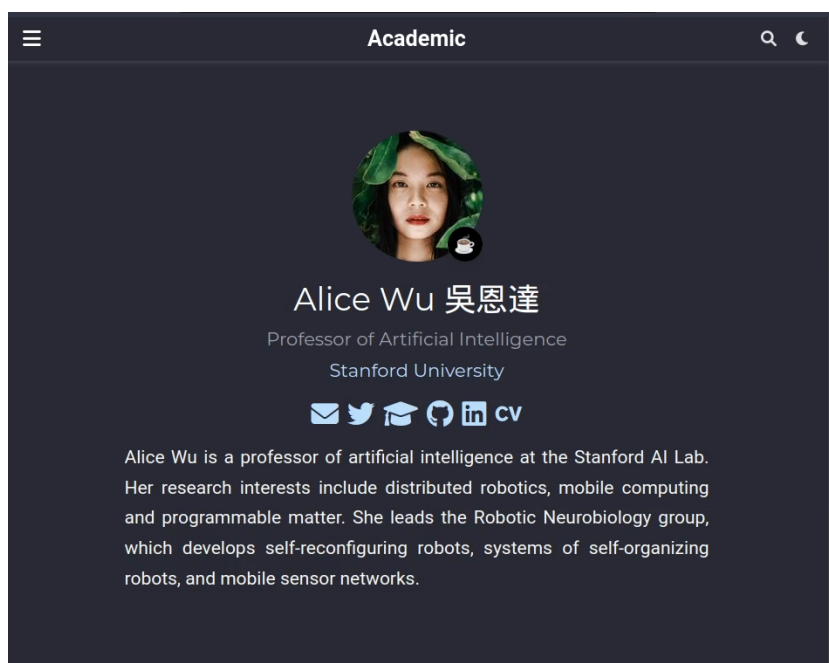 Academic
Alice Wu 吳恩達
Professor of Artificial Intelligence
Stanford University
CV
Alice Wu is a professor of artificial intelligence at the Stanford AI Lab.
Her research interests include distributed robotics, mobile computing
and programmable matter. She leads the Robotic Neurobiology group,
which develops self-reconfiguring robots, systems of self-organizing
robots, and mobile sensor networks.